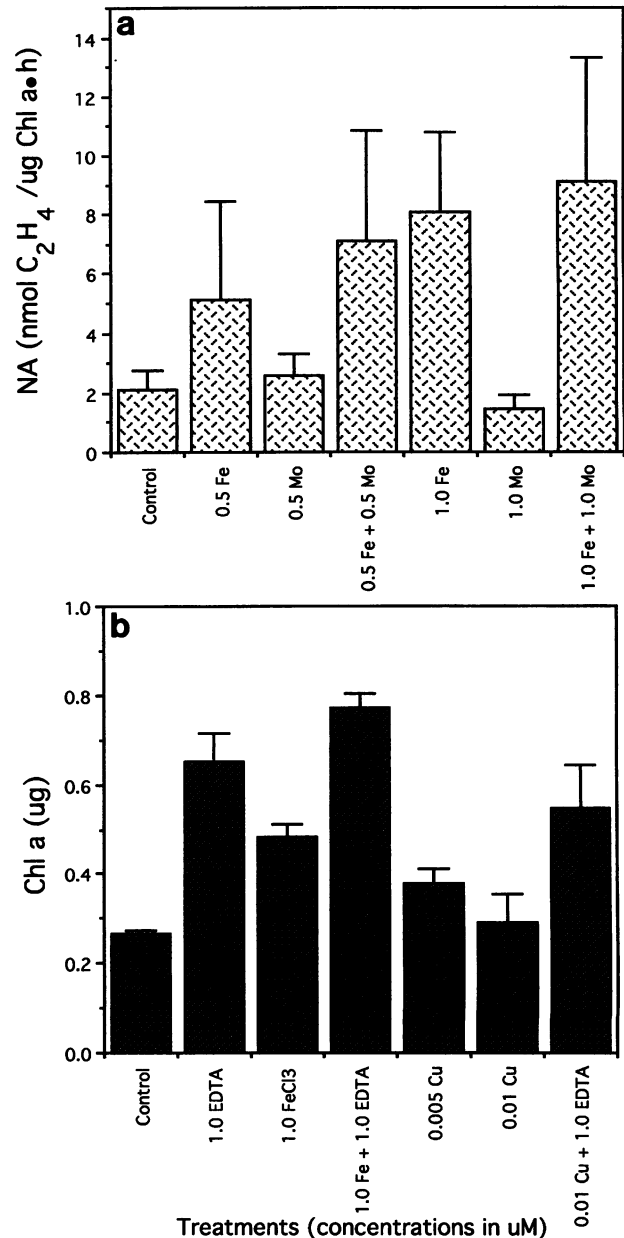 a
NA (nmol C2H4 /ug Chl a•h)
14
12
10
8
6
4
2
0
Control
0.5 Fe
0.5 Mo
0.5 Fe + 0.5 Mo
1.0 Fe
1.0 Mo
1.0 Fe + 1.0 Mo
b
Chl a (ug)
1.0
0.8
0.6
0.4
0.2
0.0
Control
1.0 EDTA
1.0 FeCl3
1.0 Fe + 1.0 EDTA
0.005 Cu
0.01 Cu
0.01 Cu + 1.0 EDTA
Treatments (concentrations in uM)